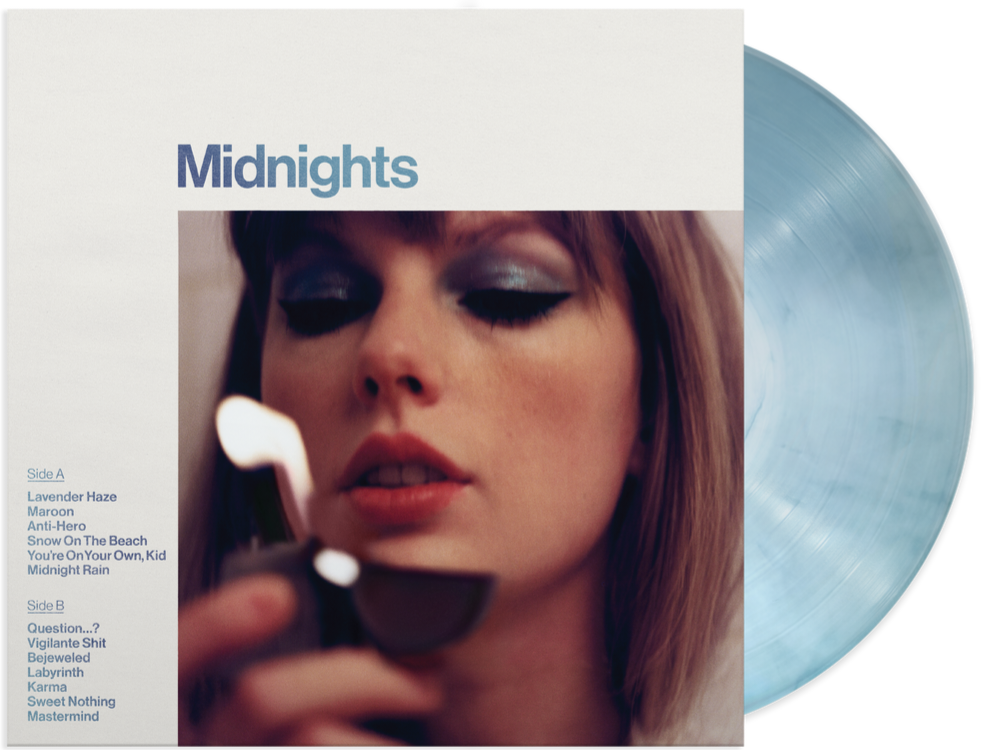 Midnights
Side A
Lavender Haze
Maroon
Anti-Hero
Snow On The Beach
You're On Your Own, Kid
Midnight Rain
Side B
Question...?
Vigilante Shit
Bejeweled
Labyrinth
Karma
Sweet Nothing
Mastermind